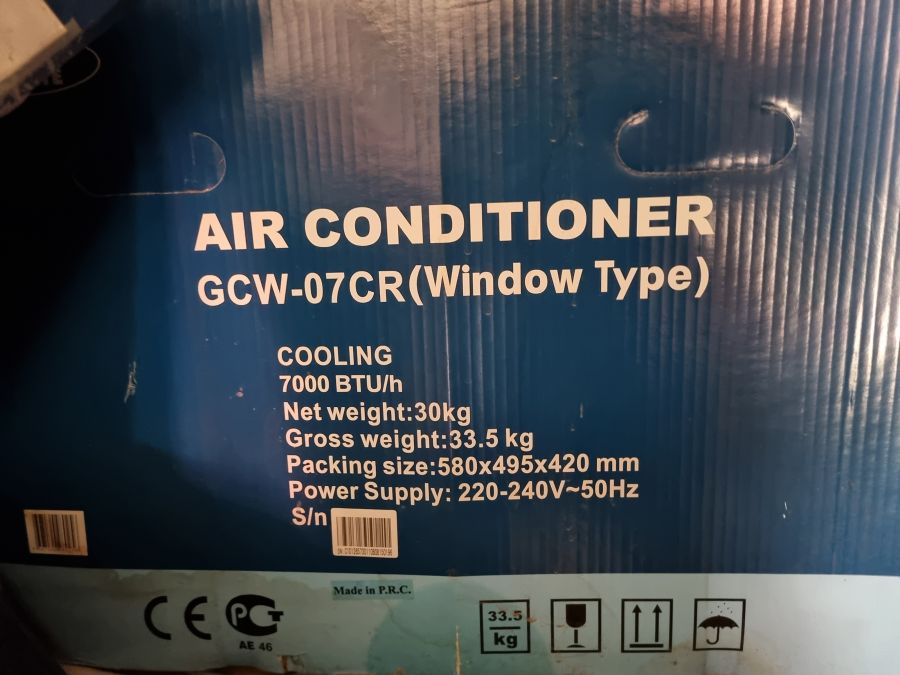 AIR CONDITIONER
GCW-07CR(Window Type)
COOLING
7000 BTU/h
Net weight:30kg
Gross weight:33.5 kg
Packing size:580x495x420 mm
Power Supply: 220-240V~50Hz
S/n
Made in P.R.C.
CE РСТ
AE 46
33.5
kg